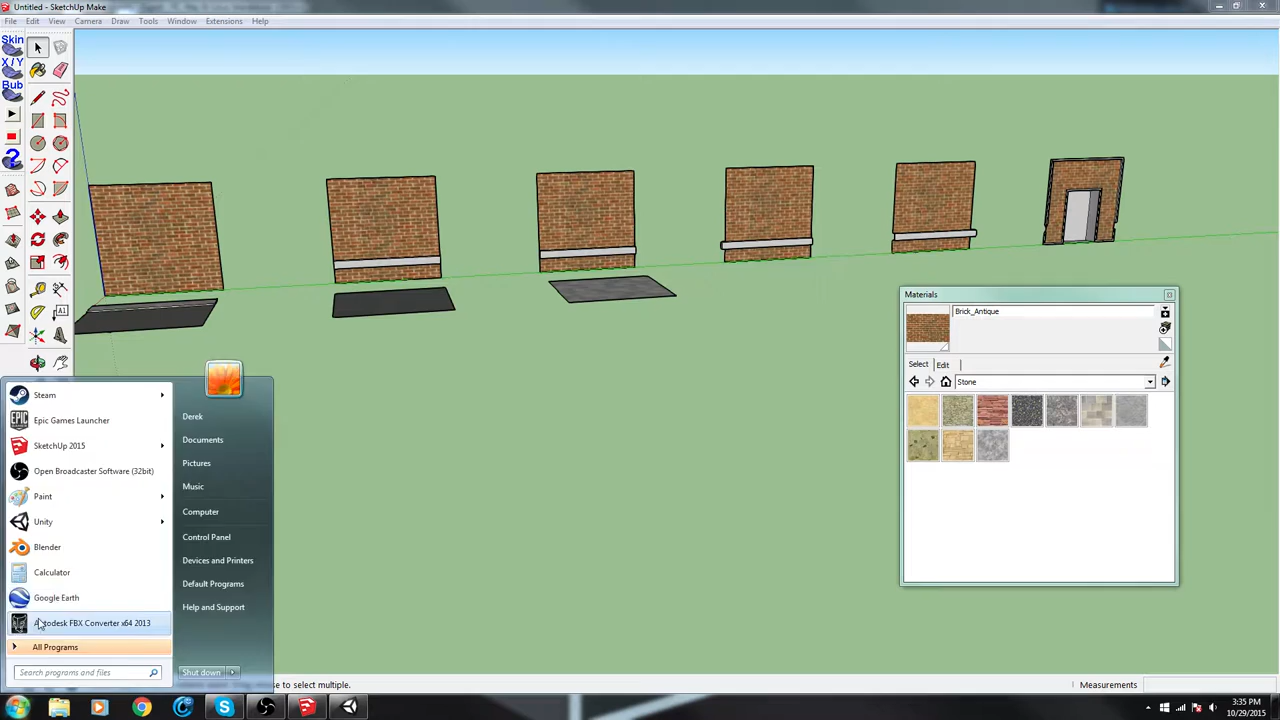 Untitled - SketchUp Make
File Edit View Camera Draw Tools Window Extensions Help
Skin
X / Y
Bub
A1
Materials
Brick_Antique
Select Edit
Stone
Steam
Epic Games Launcher
SketchUp 2015
Open Broadcaster Software (32bit)
Paint
Unity
Blender
Calculator
Google Earth
Autodesk FBX Converter x64 2013
All Programs
Search programs and files
Derek
Documents
Pictures
Music
Computer
Control Panel
Devices and Printers
Default Programs
Help and Support
Shut down
to select multiple.
Measurements
3:35 PM
10/29/2015